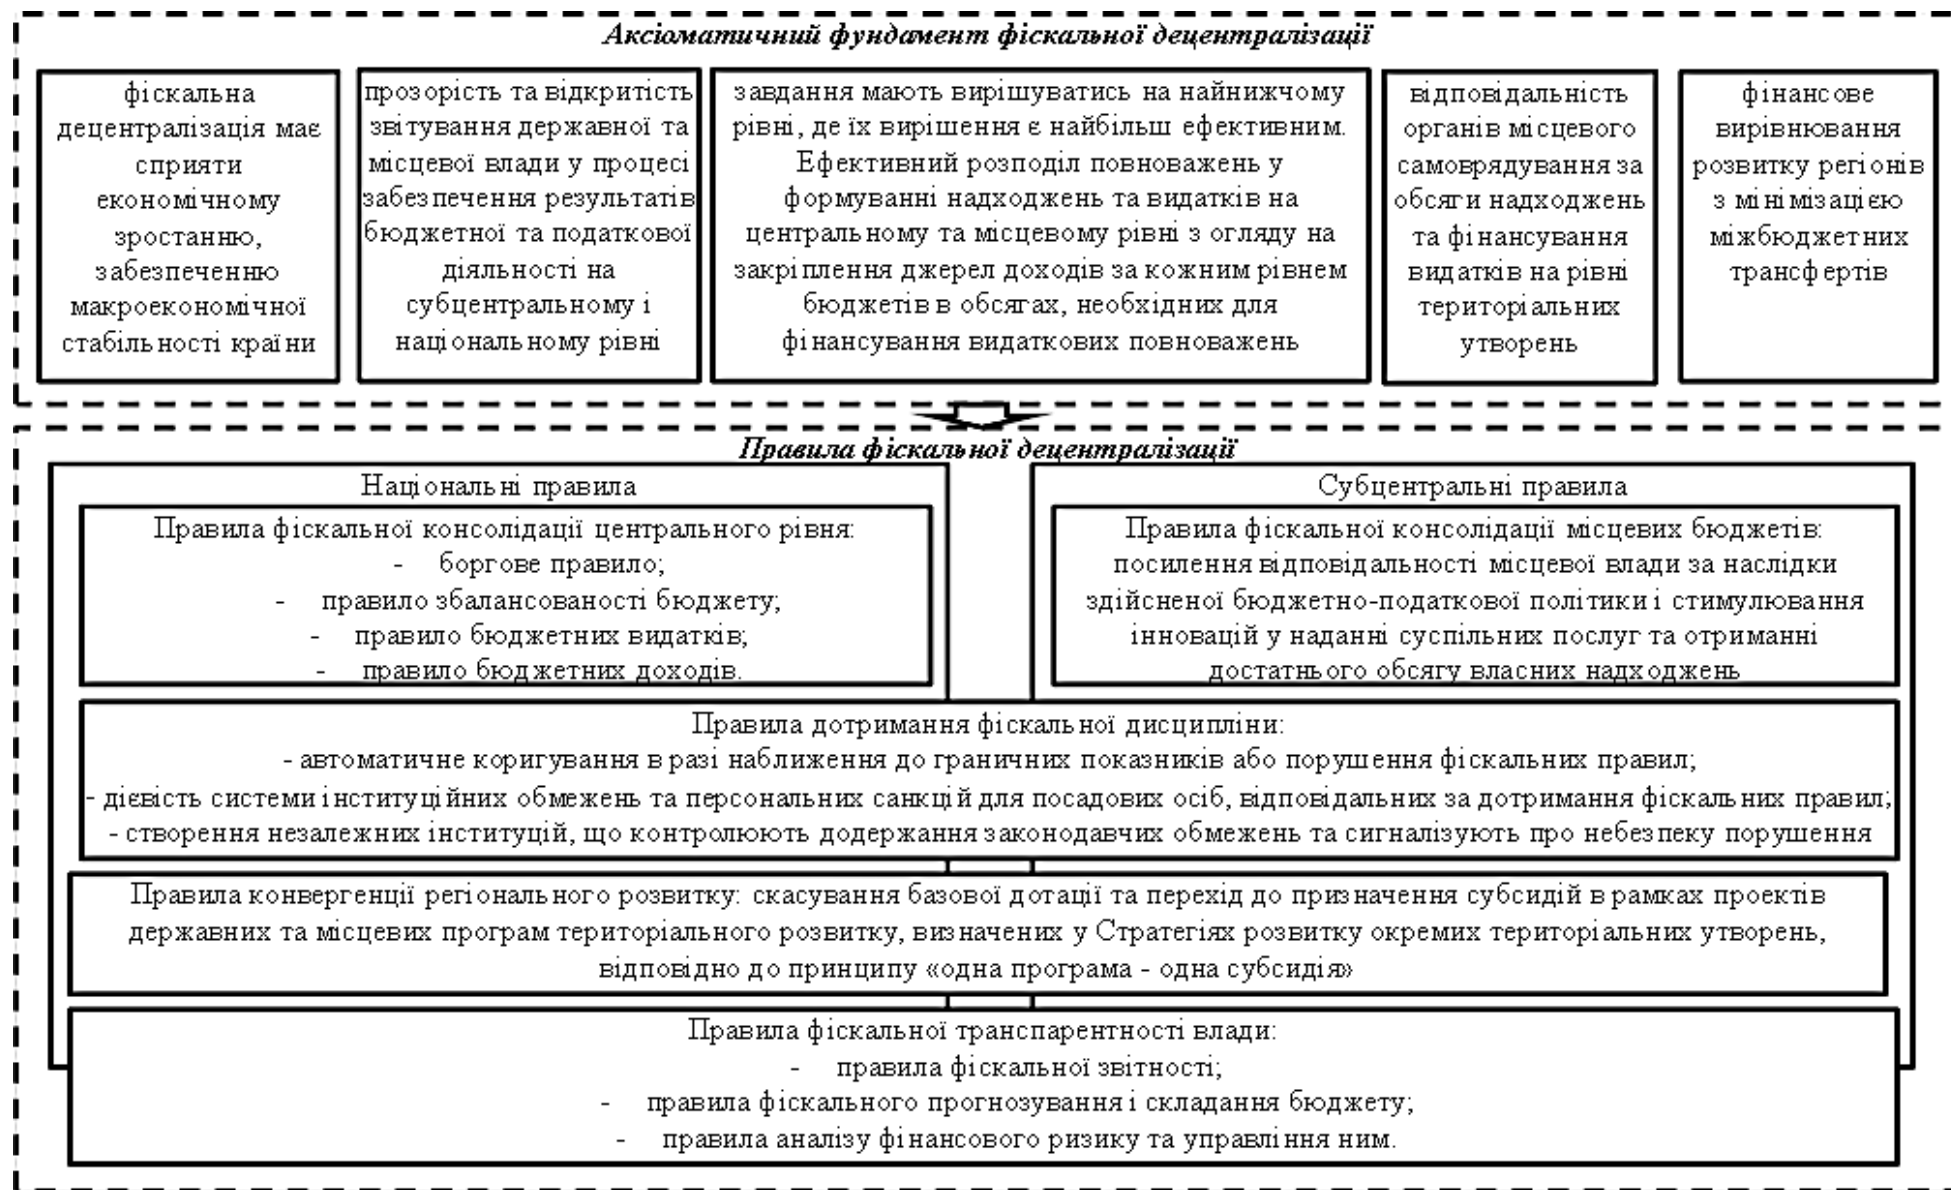 Аксіоматичний фундамент фіскальної децентралізації
фіскальна
децентралізація має
сприяти
економічному
зростанню,
забезпеченню
макроекономічної
стабільності країни
прозорість та відкритість
звітування державної та
місцевої влади у процесі
забезпечення результатів
бюджетної та податкової
діяльності на
субцентральному і
національному рівні
завдання мають вирішуватись на найнижчому
рівні, де їх вирішення є найбільш ефективним.
Ефективний розподіл повноважень у
формуванні надходжень та видатків на
центральному та місцевому рівні з огляду на
закріплення джерел доходів за кожним рівнем
бюджетів в обсягах, необхідних для
фінансування видаткових повноважень
відповідальність
органів місцевого
самоврядування за
обсяги надходжень
та фінансування
видатків на рівні
територіальних
утворень
фінансове
вирівнювання
розвитку регіонів
з мінімізацією
міжбюджетних
трансфертів
Правила фіскальної децентралізації
Національні правила
Правила фіскальної консолідації центрального рівня:
- боргове правило;
- правило збалансованості бюджету;
- правило бюджетних видатків;
- правило бюджетних доходів.
Субцентральні правила
Правила фіскальної консолідації місцевих бюджетів:
посилення відповідальності місцевої влади за наслідки
здійсненої бюджетно-податкової політики і стимулювання
інновацій у наданні суспільних послуг та отриманні
достатнього обсягу власних надходжень
Правила дотримання фіскальної дисципліни:
- автоматичне коригування в разі наближення до граничних показників або порушення фіскальних правил;
- дієвість системи інституційних обмежень та персональних санкцій для посадових осіб, відповідальних за дотримання фіскальних правил;
- створення незалежних інституцій, що контролюють додержання законодавчих обмежень та сигналізують про небезпеку порушення
Правила конвергенції регіонального розвитку: скасування базової дотації та перехід до призначення субсидій в рамках проектів
державних та місцевих програм територіального розвитку, визначених у Стратегіях розвитку окремих територіальних утворень,
відповідно до принципу «одна програма - одна субсидія»
Правила фіскальної транспарентності влади:
- правила фіскальної звітності;
- правила фіскального прогнозування і складання бюджету;
- правила аналізу фінансового ризику та управління ним.